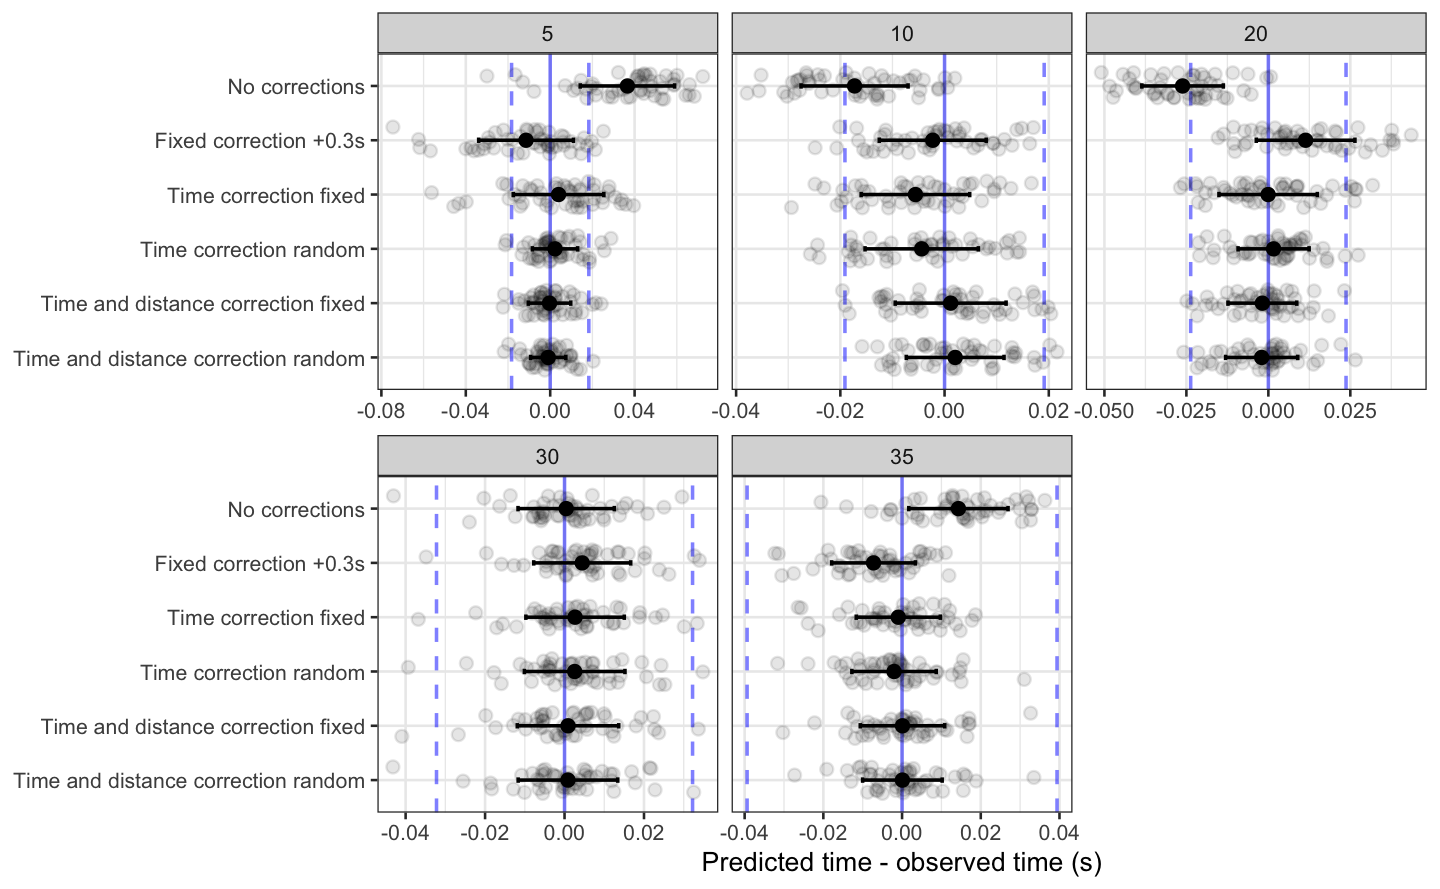 5
10
20
No corrections
Fixed correction +0.3s
Time correction fixed
Time correction random
Time and distance correction fixed
Time and distance correction random
-0.08 -0.04 0.00 0.04
-0.04 -0.02 0.00 0.02
-0.050 -0.025 0.000 0.025
30
35
No corrections
Fixed correction +0.3s
Time correction fixed
Time correction random
Time and distance correction fixed
Time and distance correction random
-0.04 -0.02 0.00 0.02
-0.04 -0.02 0.00 0.02 0.04
Predicted time - observed time (s)